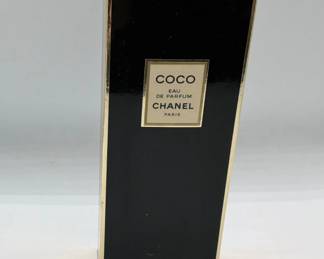 COCO
EAU
DE PARFUM
CHANEL
PARIS